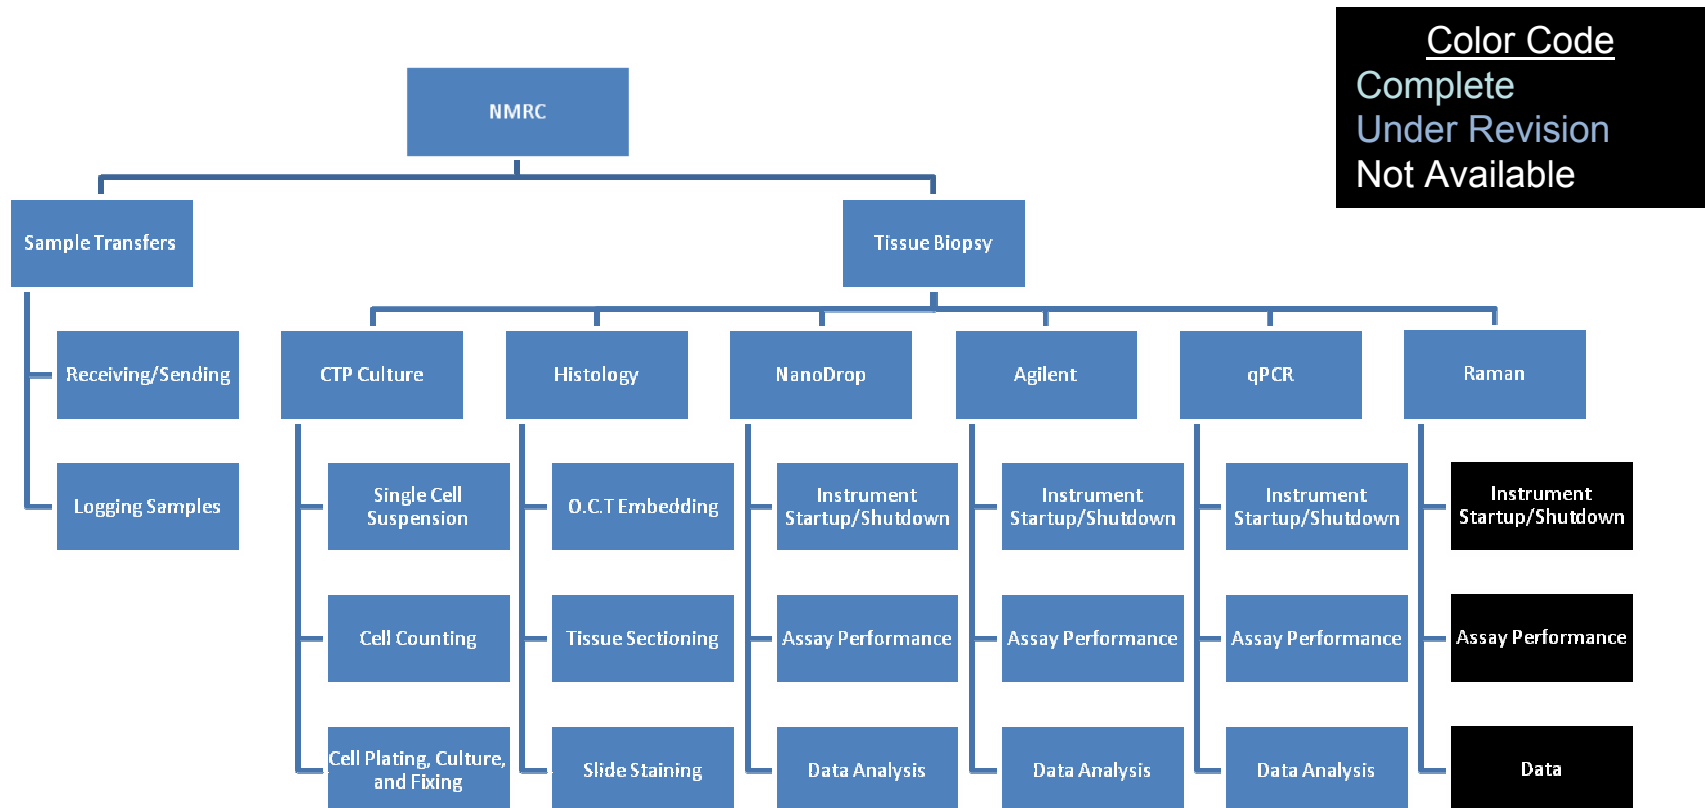 Color Code
Complete
Under Revision
Not Available
NMRC
Sample Transfers
Tissue Biopsy
Receiving/Sending
CTP Culture
Histology
NanoDrop
Agilent
qPCR
Raman
Logging Samples
Single Cell
Suspension
O.C.T Embedding
Instrument
Startup/Shutdown
Instrument
Startup/Shutdown
Instrument
Startup/Shutdown
Instrument
Startup/Shutdown
Cell Counting
Tissue Sectioning
Assay Performance
Assay Performance
Assay Performance
Assay Performance
Cell Plating, Culture,
and Fixing
Slide Staining
Data Analysis
Data Analysis
Data Analysis
Data